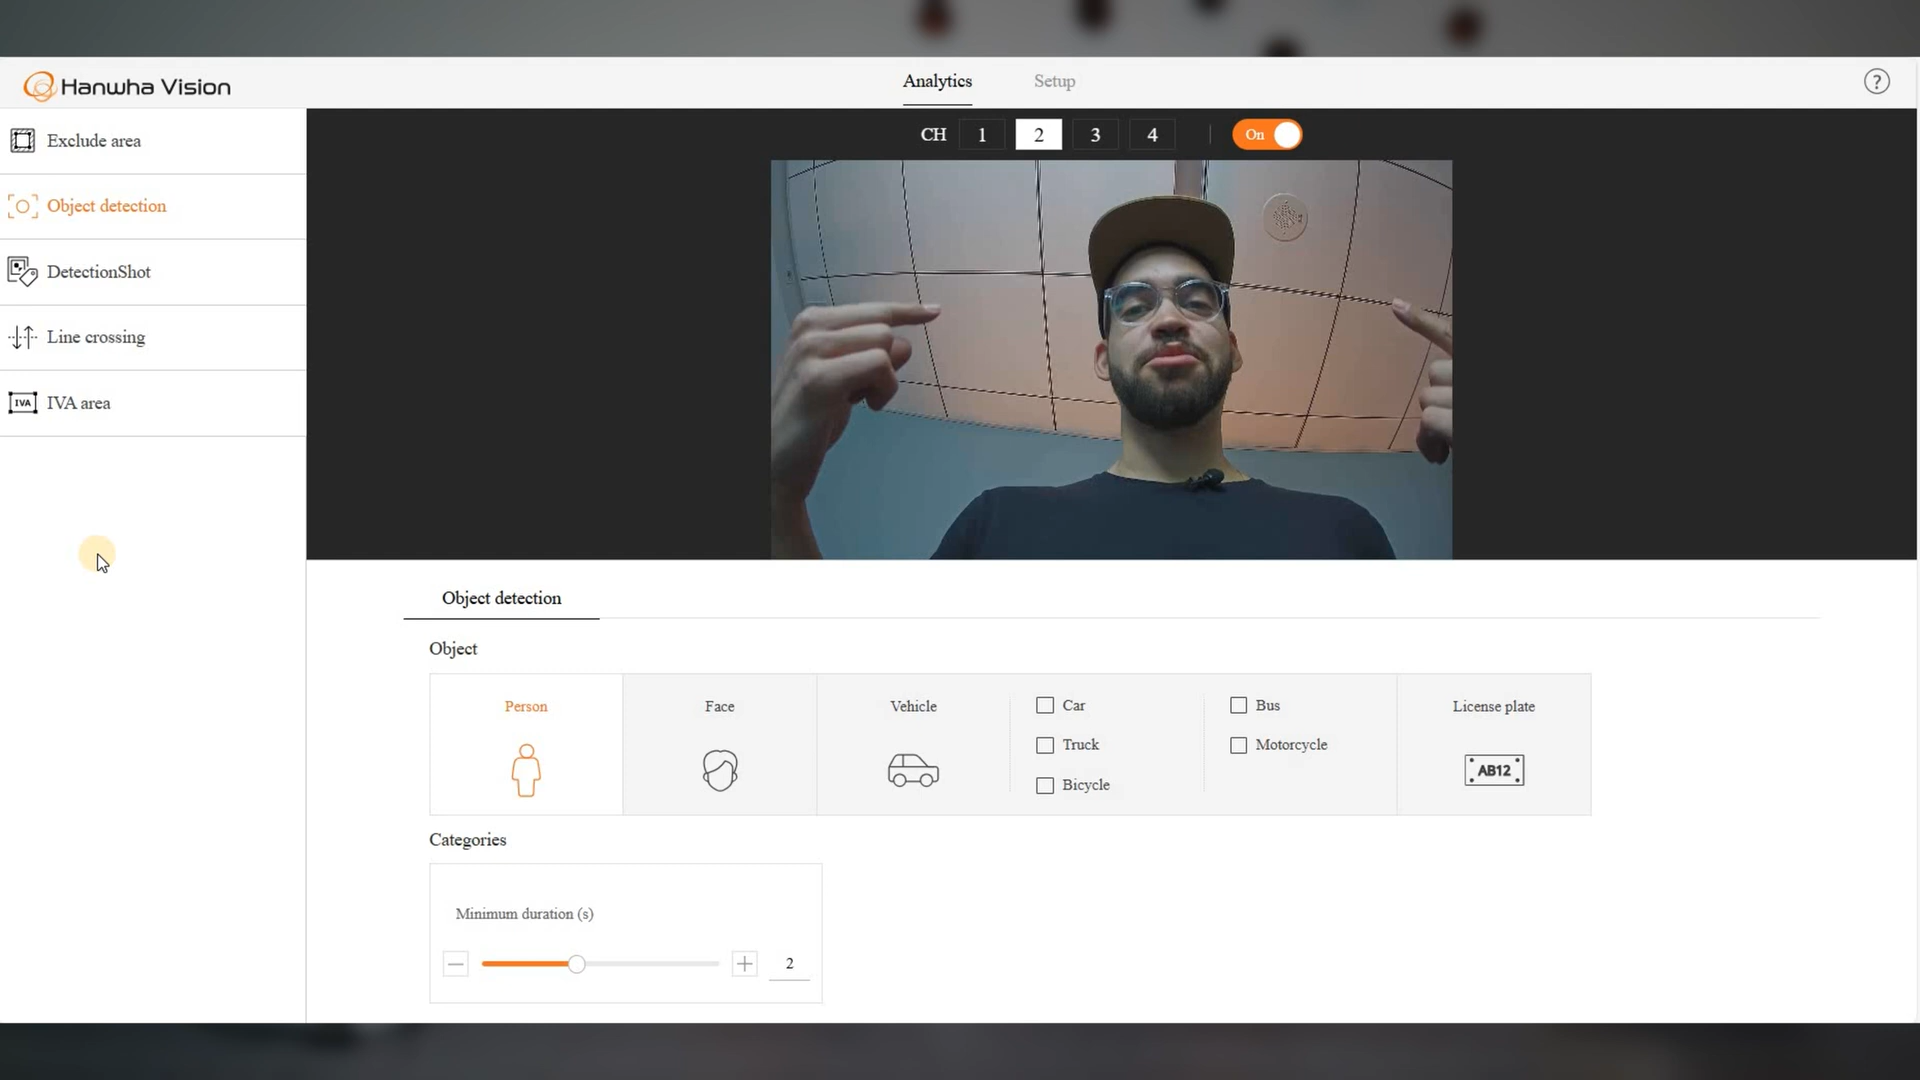 Hanwha Vision
Analytics
Setup
?
Exclude area
Object detection
DetectionShot
Line crossing
IVA
IVA area
CH
1
2
3
4
On
Object detection
Object
Person
Face
Vehicle
Car
Truck
Bicycle
Bus
Motorcycle
License plate
AB12
Categories
Minimum duration (s)
2